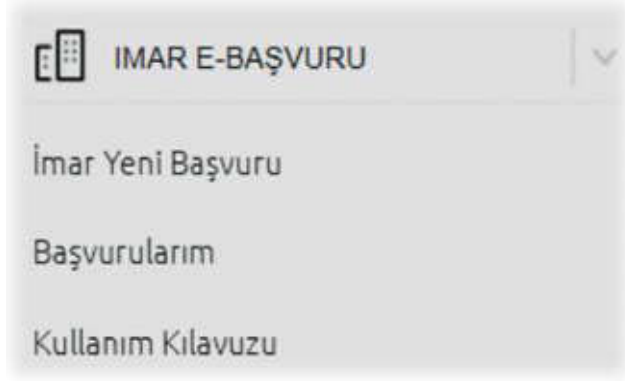 IMAR E-BAŞVURU
İmar Yeni Başvuru
Başvurularım
Kullanım Kılavuzu